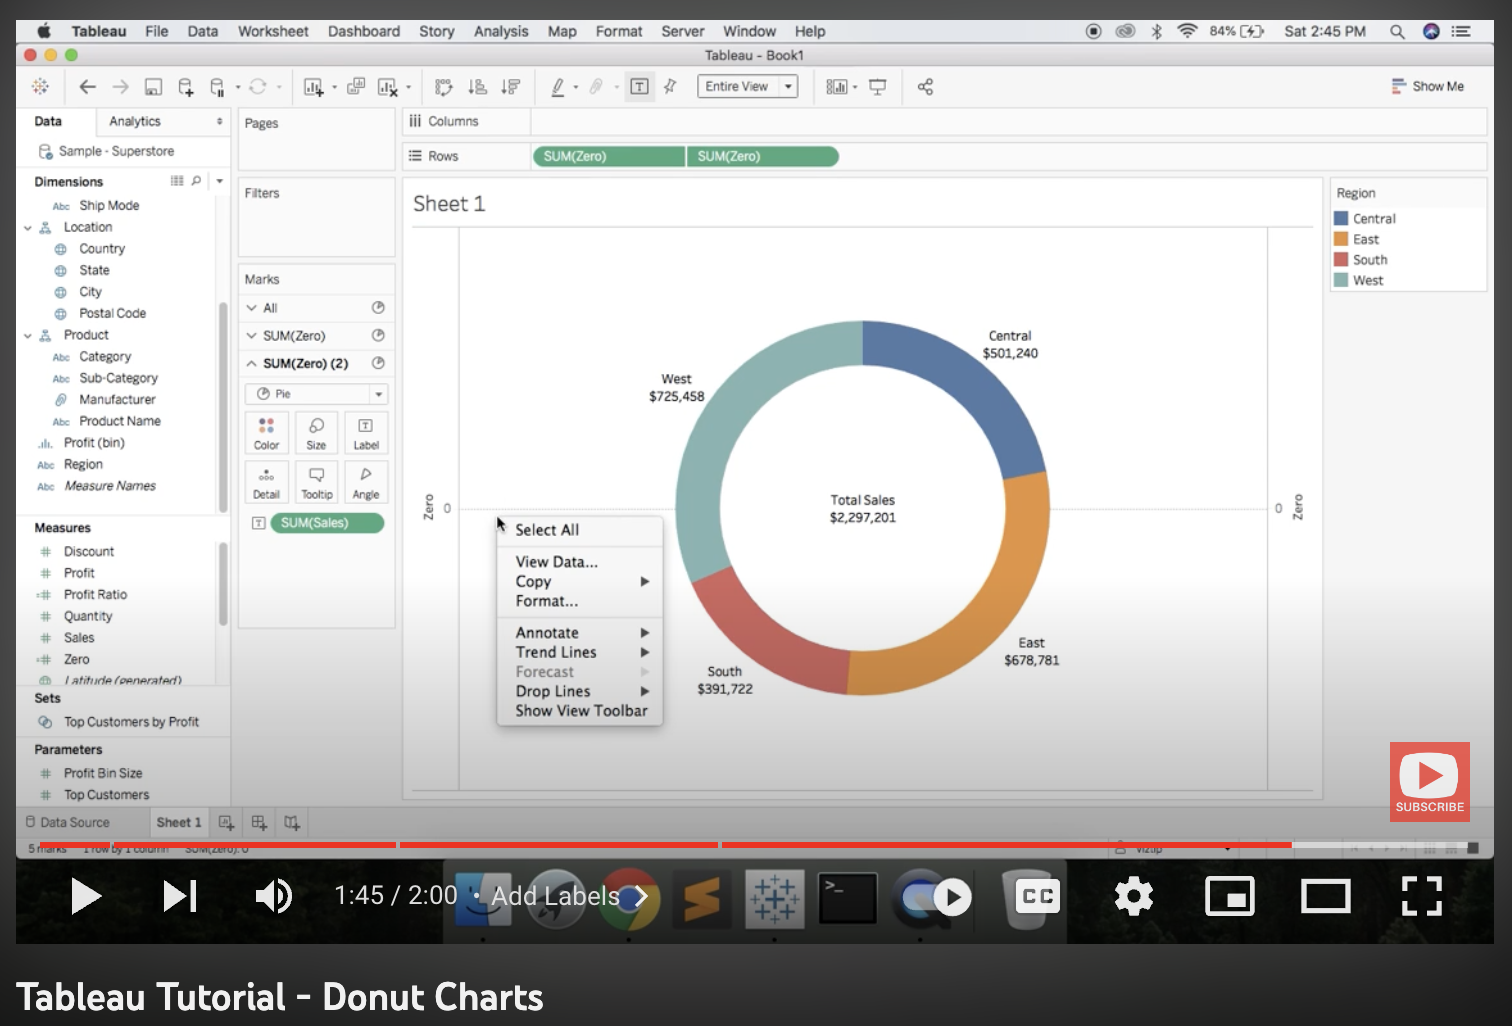 Tableau File Data Worksheet Dashboard Story Analysis Map Format Server Window Help 84% Sat 2:45 PM
Tableau - Book1
Entire View Show Me
Data Analytics
Sample - Superstore
Dimensions
Abc Ship Mode
Location
Country
State
City
Postal Code
Product
Abc Category
Abc Sub-Category
Manufacturer
Abc Product Name
Profit (bin)
Abc Region
Abc Measure Names
Measures
# Discount
# Profit
=# Profit Ratio
# Quantity
# Sales
=# Zero
Latitude (generated)
Sets
Top Customers by Profit
Parameters
# Profit Bin Size
# Top Customers
Pages
Filters
Marks
All
SUM(Zero)
SUM(Zero) (2)
Pie
Color Size Label
Detail Tooltip Angle
SUM(Sales)
Columns
Rows SUM(Zero) SUM(Zero)
Sheet 1
Zero 0
Central
$501,240
West
$725,458
Total Sales
$2,297,201
East
$678,781
South
$391,722
0 Zero
Select All
View Data...
Copy
Format...
Annotate
Trend Lines
Forecast
Drop Lines
Show View Toolbar
Region
Central
East
South
West
SUBSCRIBE
Data Source Sheet 1
5 marks 1 row by 1 column SUM(Zero): 0 viztip
1:45 / 2:00 • Add Labels
>_
CC
Tableau Tutorial - Donut Charts